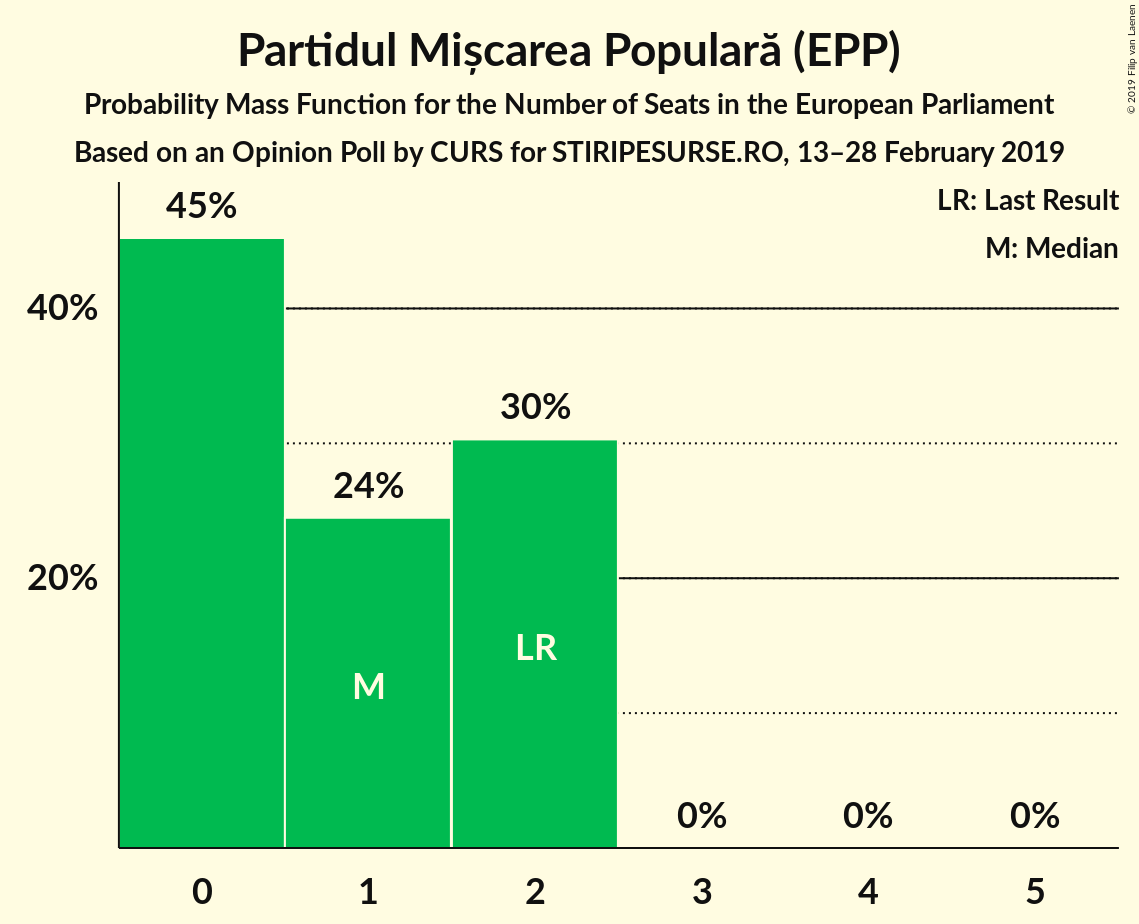 Partidul Mișcarea Populară (EPP)
Probability Mass Function for the Number of Seats in the European Parliament
Based on an Opinion Poll by CURS for STIRIPESURSE.RO, 13–28 February 2019
© 2019 Filip van Laenen
LR: Last Result
M: Median
45%
40%
30%
24%
20%
LR
M
0%
0%
0%
0
1
2
3
4
5